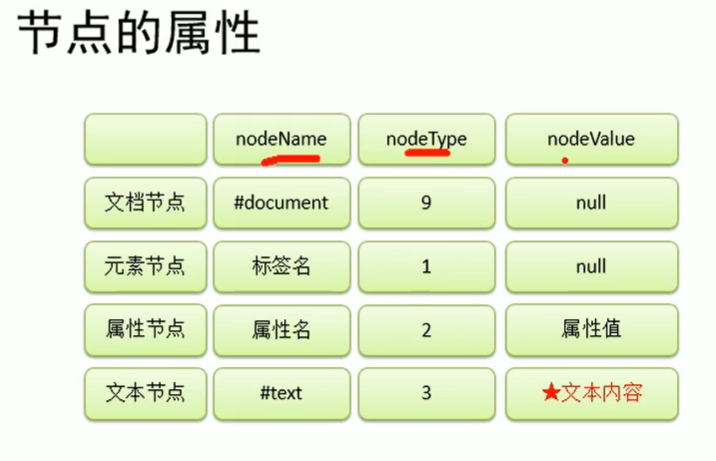 节点的属性
nodeName nodeType nodeValue
文档节点 #document 9 null
元素节点 标签名 1 null
属性节点 属性名 2 属性值
文本节点 #text 3 ★文本内容